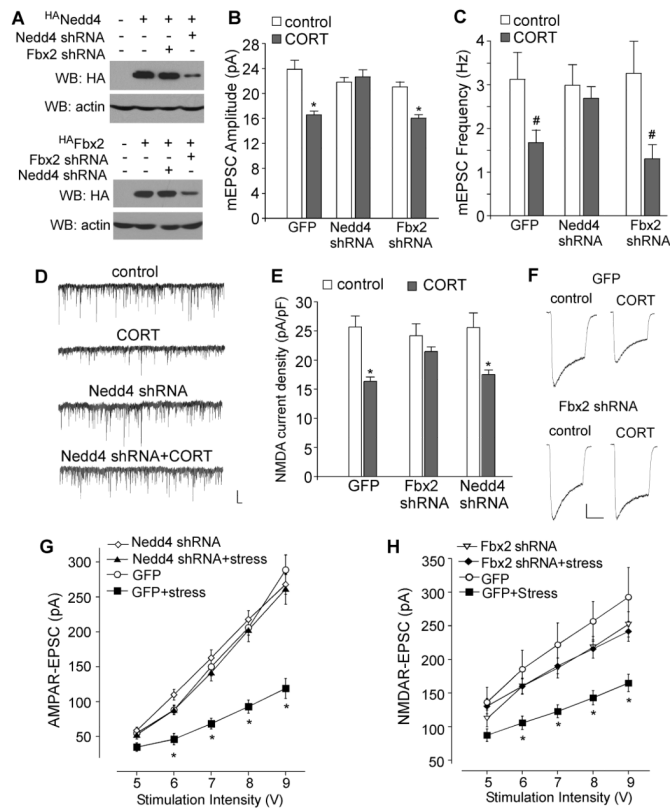 A
HANedd4 - + + +
Nedd4 shRNA - - - +
Fbx2 shRNA - - + -
WB: HA
WB: actin
HAFbx2 - + + +
Fbx2 shRNA - - - +
Nedd4 shRNA - - + -
WB: HA
WB: actin
B
control
CORT
mEPSC Amplitude (pA)
28
24
20
16
12
8
4
0
* *
GFP Nedd4 shRNA Fbx2 shRNA
C
control
CORT
mEPSC Frequency (Hz)
4
3
2
1
0
# #
GFP Nedd4 shRNA Fbx2 shRNA
D
control
CORT
Nedd4 shRNA
Nedd4 shRNA+CORT
E
control CORT
NMDA current density (pA/pF)
30
25
20
15
10
5
0
* *
GFP Fbx2 shRNA Nedd4 shRNA
F
GFP
control CORT
Fbx2 shRNA
control CORT
G
Nedd4 shRNA
Nedd4 shRNA+stress
GFP
GFP+stress
AMPAR-EPSC (pA)
300
250
200
150
100
50
* * * *
5 6 7 8 9
Stimulation Intensity (V)
H
Fbx2 shRNA
Fbx2 shRNA+stress
GFP
GFP+Stress
NMDAR-EPSC (pA)
350
300
250
200
150
100
50
* * * *
5 6 7 8 9
Stimulation Intensity (V)